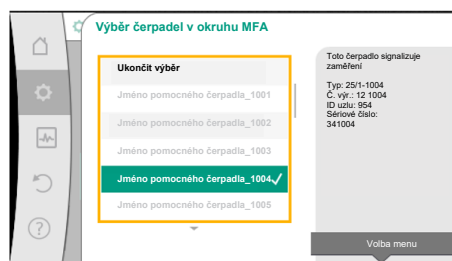 Výběr čerpadel v okruhu MFA
Ukončit výběr
Jméno pomocného čerpadla_1001
Jméno pomocného čerpadla_1002
Jméno pomocného čerpadla_1003
Jméno pomocného čerpadla_1004
Jméno pomocného čerpadla_1005
Toto čerpadlo signalizuje
zaměření
Typ: 25/1-1004
Č. výr.: 12 1004
ID uzlu: 954
Sériové číslo:
341004
Volba menu